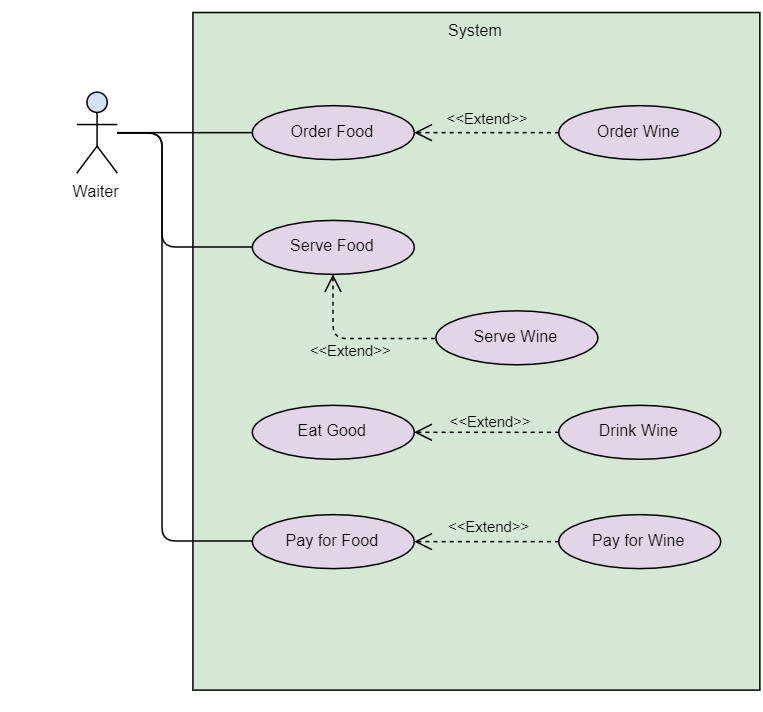 System
Waiter
Order Food
<<Extend>>
Order Wine
Serve Food
<<Extend>>
Serve Wine
Eat Good
<<Extend>>
Drink Wine
Pay for Food
<<Extend>>
Pay for Wine